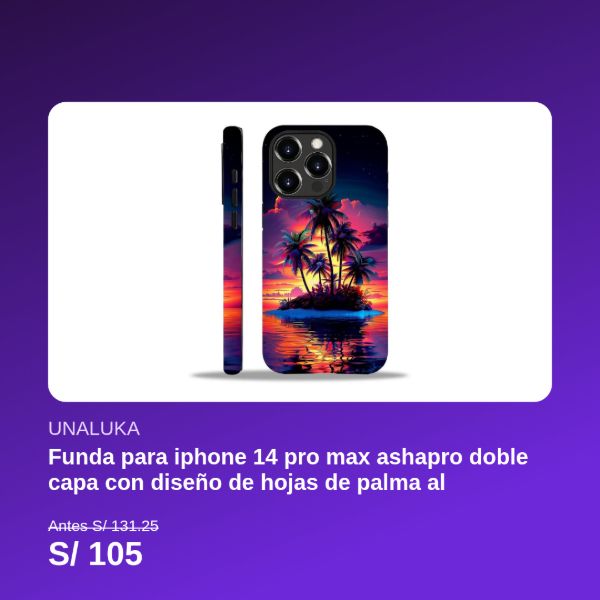 UNALUKA
Funda para iphone 14 pro max ashapro doble
capa con diseño de hojas de palma al
Antes S/ 131.25
S/ 105